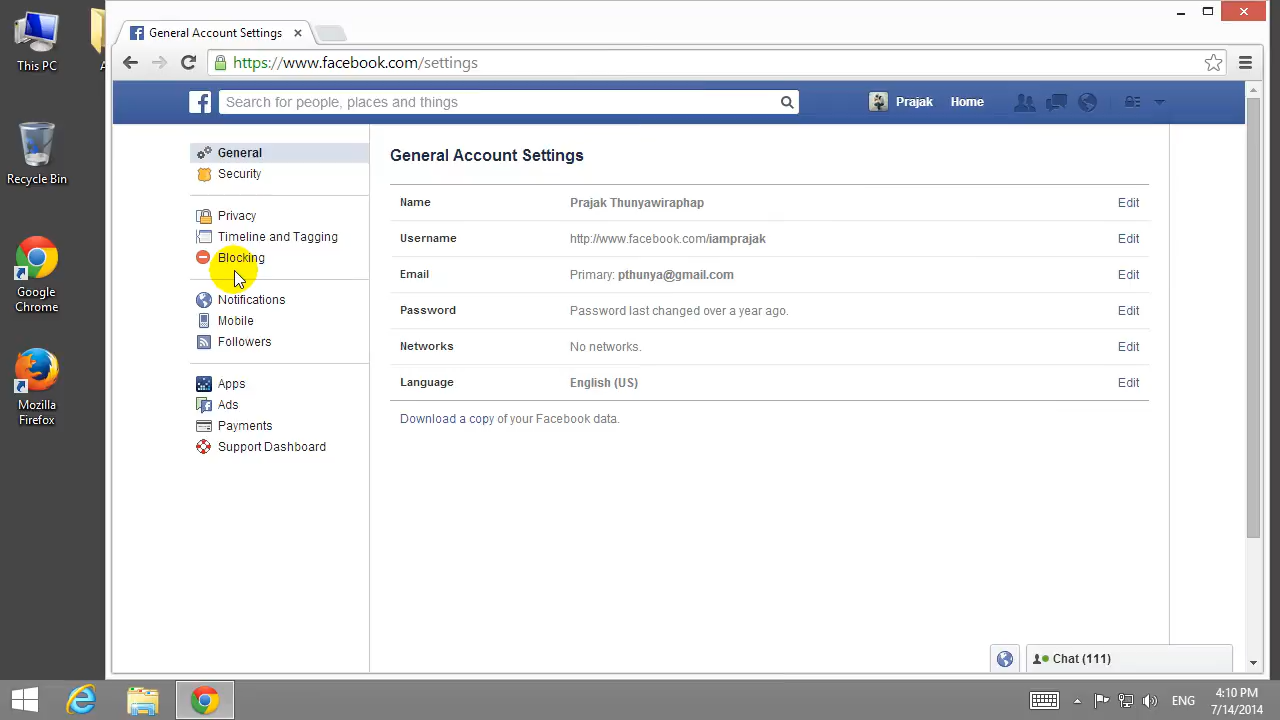 This PC
Recycle Bin
Google
Chrome
Mozilla
Firefox
General Account Settings
https://www.facebook.com/settings
Search for people, places and things
Prajak
Home
General
Security
Privacy
Timeline and Tagging
Blocking
Notifications
Mobile
Followers
Apps
Ads
Payments
Support Dashboard
General Account Settings
Name Prajak Thunyawiraphap Edit
Username http://www.facebook.com/iamprajak Edit
Email Primary: pthunya@gmail.com Edit
Password Password last changed over a year ago. Edit
Networks No networks. Edit
Language English (US) Edit
Download a copy of your Facebook data.
Chat (111)
ENG
4:10 PM
7/14/2014